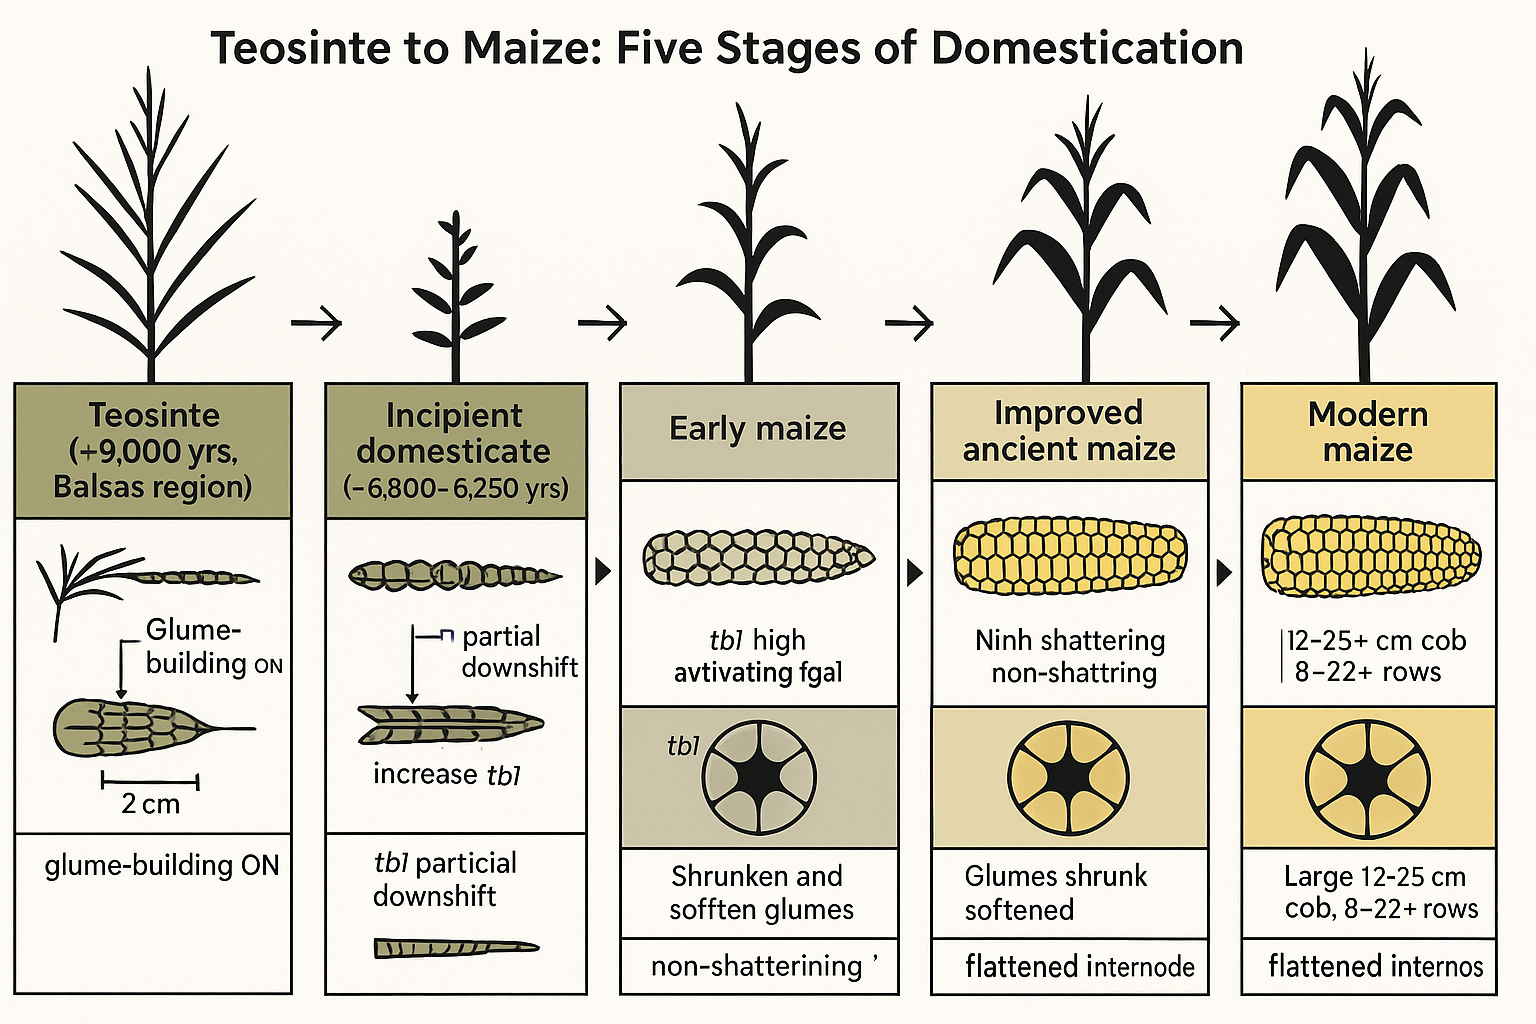 Teosinte to Maize: Five Stages of Domestication
Teosinte
(+9,000 yrs,
Balsas region)
Glume-
building ON
2 cm
glume-building ON
Incipient
domesticate
(-6,800-6,250 yrs)
partial
downshift
increase tb1
tb1 particial
downshift
Early maize
tb1 high
avtivating fgal
tb1
Shrunken and
sofften glumes
non-shatterining '
Improved
ancient maize
Ninh shattering
non-shattring
Glumes shrunk
softened
flattened internode
Modern
maize
12-25+ cm cob
8-22+ rows
Large 12-25 cm
cob, 8-22+ rows
flattened internos